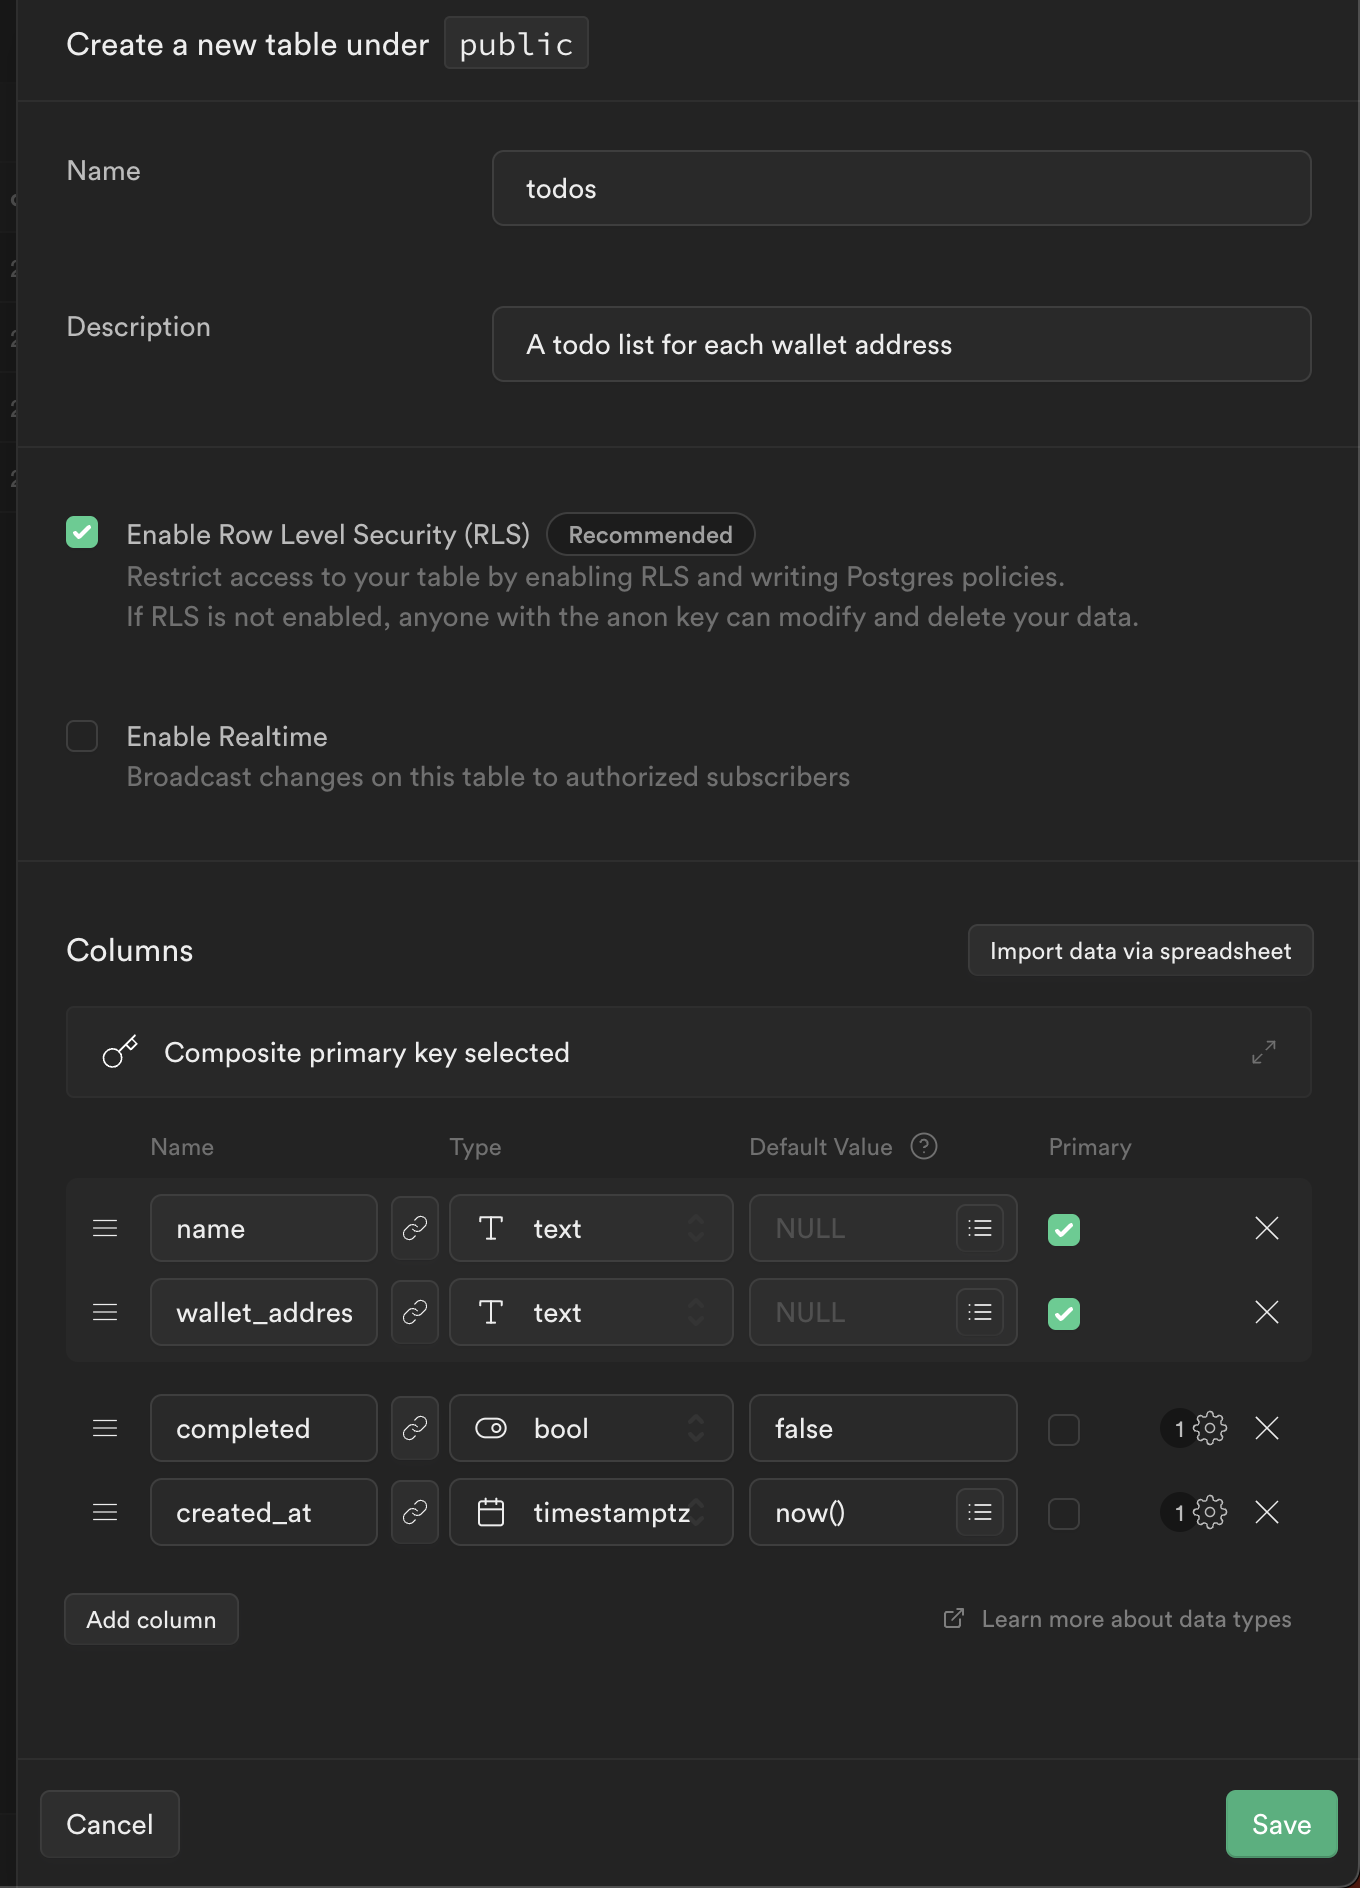 Create a new table under public
Name
todos
Description
A todo list for each wallet address
Enable Row Level Security (RLS) Recommended
Restrict access to your table by enabling RLS and writing Postgres policies.
If RLS is not enabled, anyone with the anon key can modify and delete your data.
Enable Realtime
Broadcast changes on this table to authorized subscribers
Columns
Import data via spreadsheet
Composite primary key selected
Name Type Default Value Primary
name text NULL
wallet_addres text NULL
completed bool false 1
created_at timestamptz now() 1
Add column
Learn more about data types
Cancel
Save